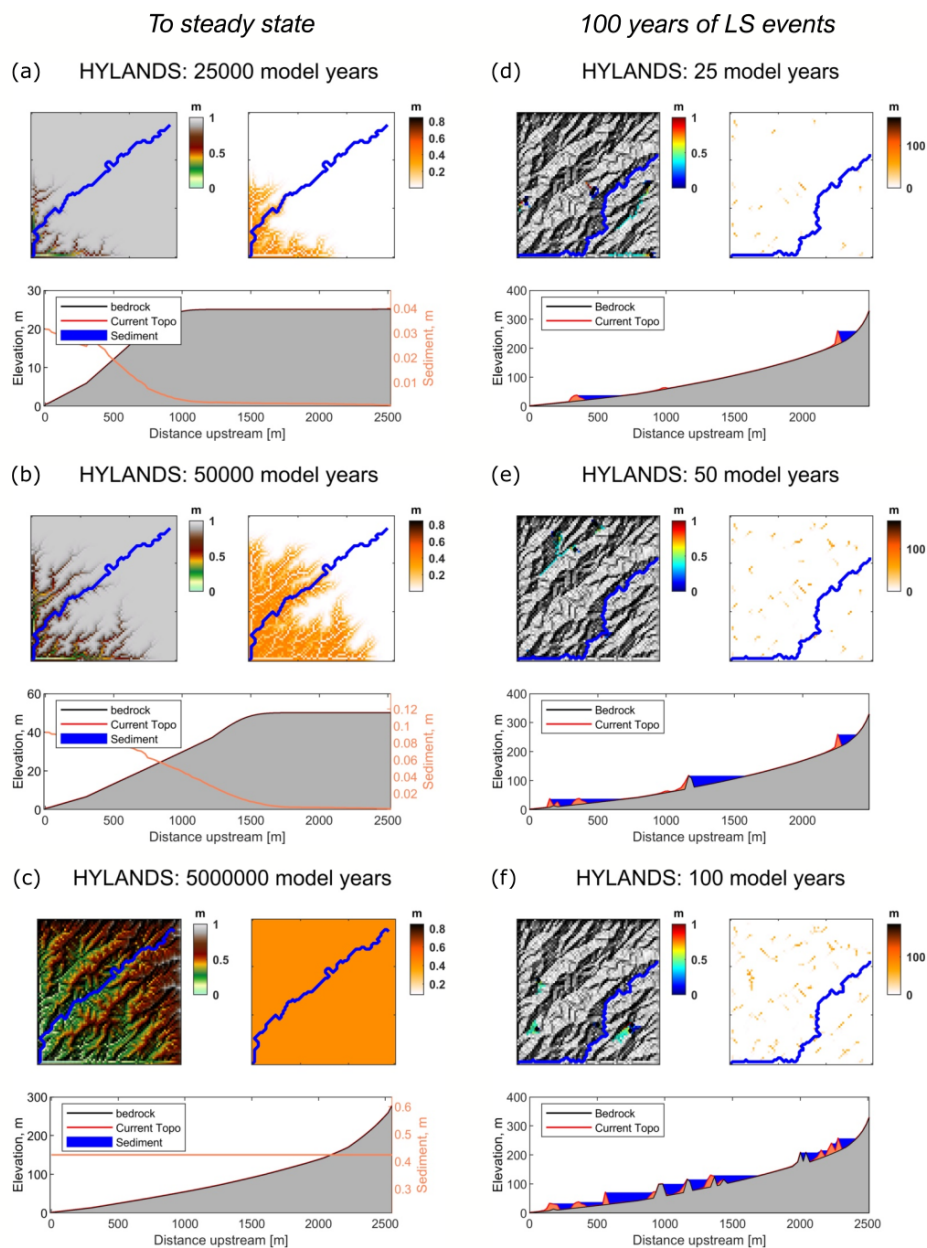 To steady state
100 years of LS events
(a) HYLANDS: 25000 model years
m
1
0.5
0
m
0.8
0.6
0.4
0.2
30
20
10
0
Elevation, m
bedrock
Current Topo
Sediment
0.04
0.03
0.02
0.01
Sediment, m
0 500 1000 1500 2000 2500
Distance upstream [m]
(d) HYLANDS: 25 model years
m
1
0.5
0
m
100
0
400
300
200
100
0
Elevation, m
Bedrock
Current Topo
0 500 1000 1500 2000
Distance upstream [m]
(b) HYLANDS: 50000 model years
m
1
0.5
0
m
0.8
0.6
0.4
0.2
60
40
20
0
Elevation, m
bedrock
Current Topo
Sediment
0.12
0.1
0.08
0.06
0.04
0.02
Sediment, m
0 500 1000 1500 2000 2500
Distance upstream [m]
(e) HYLANDS: 50 model years
m
1
0.5
0
m
100
0
400
300
200
100
0
Elevation, m
Bedrock
Current Topo
0 500 1000 1500 2000
Distance upstream [m]
(c) HYLANDS: 5000000 model years
m
1
0.5
0
m
0.8
0.6
0.4
0.2
300
200
100
0
Elevation, m
bedrock
Current Topo
Sediment
0.6
0.5
0.4
0.3
Sediment, m
0 500 1000 1500 2000 2500
Distance upstream [m]
(f) HYLANDS: 100 model years
m
1
0.5
0
m
100
0
400
300
200
100
0
Elevation, m
Bedrock
Current Topo
0 500 1000 1500 2000 2500
Distance upstream [m]